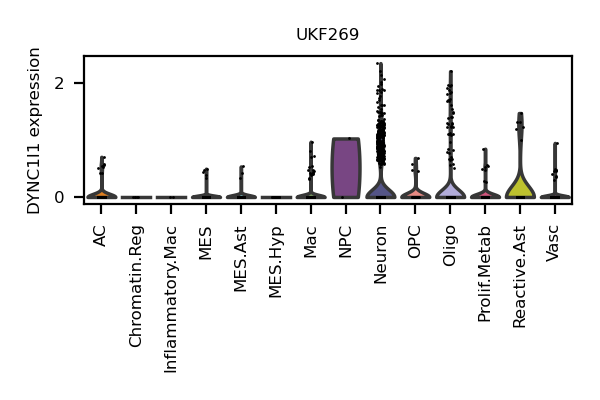 UKF269
DYNC1I1 expression
2
0
AC
Chromatin.Reg
Inflammatory.Mac
MES
MES.Ast
MES.Hyp
Mac
NPC
Neuron
OPC
Oligo
Prolif.Metab
Reactive.Ast
Vasc